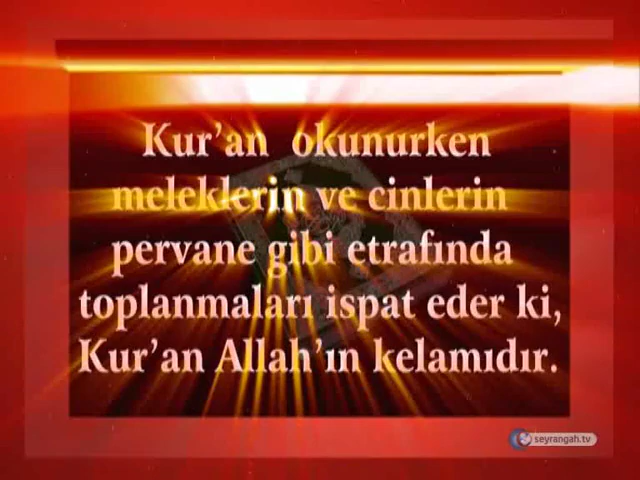 Kur'an okunurken
meleklerin ve cinlerin
pervane gibi etrafında
toplanmaları ispat eder ki,
Kur'an Allah'ın kelamıdır.
seyrangah.tv